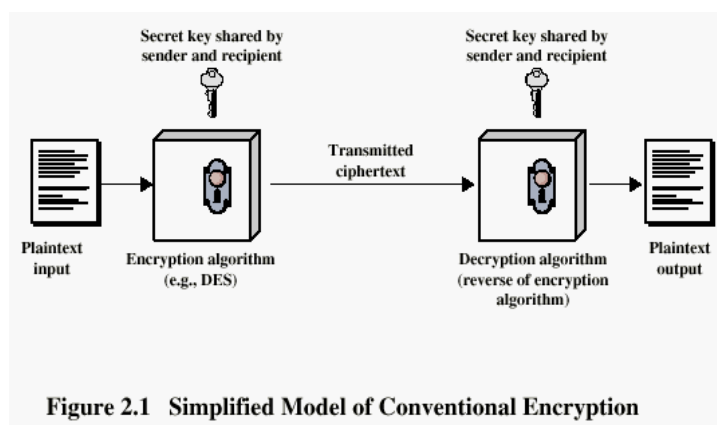 Secret key shared by
sender and recipient
Secret key shared by
sender and recipient
Transmitted
ciphertext
Plaintext
input
Encryption algorithm
(e.g., DES)
Decryption algorithm
(reverse of encryption
algorithm)
Plaintext
output
Figure 2.1 Simplified Model of Conventional Encryption